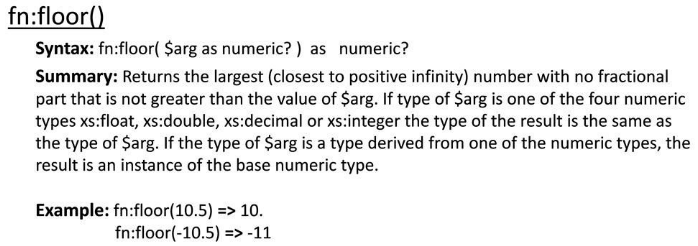 fn:floor()
Syntax: fn:floor( $arg as numeric? ) as numeric?
Summary: Returns the largest (closest to positive infinity) number with no fractional
part that is not greater than the value of $arg. If type of $arg is one of the four numeric
types xs:float, xs:double, xs:decimal or xs:integer the type of the result is the same as
the type of $arg. If the type of $arg is a type derived from one of the numeric types, the
result is an instance of the base numeric type.
Example: fn:floor(10.5) => 10.
fn:floor(-10.5) => -11